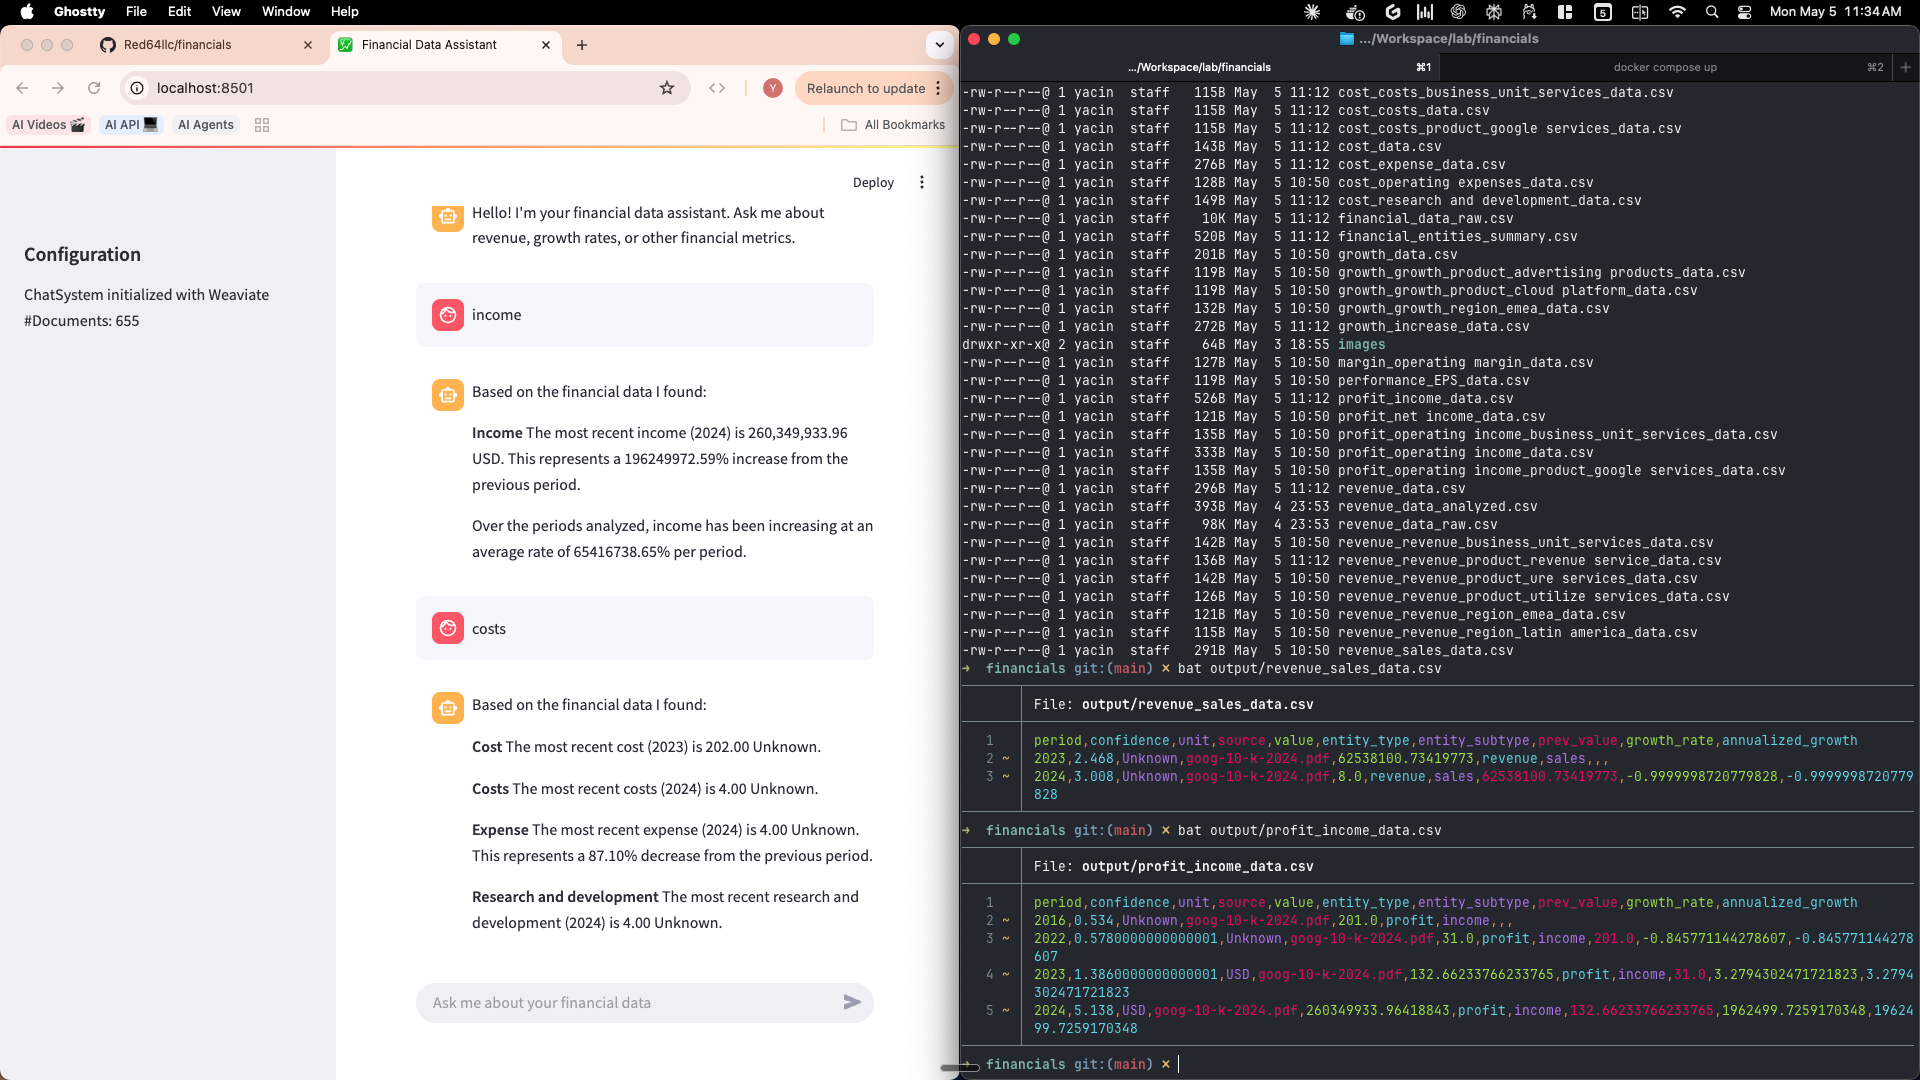 Ghostty File Edit View Window Help
5
Mon May 5 11:34 AM
Red64llc/financials
Financial Data Assistant
localhost:8501
Y
Relaunch to update
AI Videos
AI API
AI Agents
All Bookmarks
Deploy
Configuration
ChatSystem initialized with Weaviate
#Documents: 655
Hello! I'm your financial data assistant. Ask me about
revenue, growth rates, or other financial metrics.
income
Based on the financial data I found:
Income The most recent income (2024) is 260,349,933.96
USD. This represents a 196249972.59% increase from the
previous period.
Over the periods analyzed, income has been increasing at an
average rate of 65416738.65% per period.
costs
Based on the financial data I found:
Cost The most recent cost (2023) is 202.00 Unknown.
Costs The most recent costs (2024) is 4.00 Unknown.
Expense The most recent expense (2024) is 4.00 Unknown.
This represents a 87.10% decrease from the previous period.
Research and development The most recent research and
development (2024) is 4.00 Unknown.
Ask me about your financial data
.../Workspace/lab/financials
.../Workspace/lab/financials ⌘1
docker compose up ⌘2
-rw-r--r--@ 1 yacin staff 115B May 5 11:12 cost_costs_business_unit_services_data.csv
-rw-r--r--@ 1 yacin staff 115B May 5 11:12 cost_costs_data.csv
-rw-r--r--@ 1 yacin staff 115B May 5 11:12 cost_costs_product_google services_data.csv
-rw-r--r--@ 1 yacin staff 143B May 5 11:12 cost_data.csv
-rw-r--r--@ 1 yacin staff 276B May 5 11:12 cost_expense_data.csv
-rw-r--r--@ 1 yacin staff 128B May 5 10:50 cost_operating expenses_data.csv
-rw-r--r--@ 1 yacin staff 149B May 5 11:12 cost_research and development_data.csv
-rw-r--r--@ 1 yacin staff 10K May 5 11:12 financial_data_raw.csv
-rw-r--r--@ 1 yacin staff 520B May 5 11:12 financial_entities_summary.csv
-rw-r--r--@ 1 yacin staff 201B May 5 10:50 growth_data.csv
-rw-r--r--@ 1 yacin staff 119B May 5 10:50 growth_growth_product_advertising products_data.csv
-rw-r--r--@ 1 yacin staff 119B May 5 10:50 growth_growth_product_cloud platform_data.csv
-rw-r--r--@ 1 yacin staff 132B May 5 10:50 growth_growth_region_emea_data.csv
-rw-r--r--@ 1 yacin staff 272B May 5 11:12 growth_increase_data.csv
drwxr-xr-x@ 2 yacin staff 64B May 3 18:55 images
-rw-r--r--@ 1 yacin staff 127B May 5 10:50 margin_operating margin_data.csv
-rw-r--r--@ 1 yacin staff 119B May 5 10:50 performance_EPS_data.csv
-rw-r--r--@ 1 yacin staff 526B May 5 11:12 profit_income_data.csv
-rw-r--r--@ 1 yacin staff 121B May 5 10:50 profit_net income_data.csv
-rw-r--r--@ 1 yacin staff 135B May 5 10:50 profit_operating income_business_unit_services_data.csv
-rw-r--r--@ 1 yacin staff 333B May 5 10:50 profit_operating income_data.csv
-rw-r--r--@ 1 yacin staff 135B May 5 10:50 profit_operating income_product_google services_data.csv
-rw-r--r--@ 1 yacin staff 296B May 5 11:12 revenue_data.csv
-rw-r--r--@ 1 yacin staff 393B May 4 23:53 revenue_data_analyzed.csv
-rw-r--r--@ 1 yacin staff 98K May 4 23:53 revenue_data_raw.csv
-rw-r--r--@ 1 yacin staff 142B May 5 10:50 revenue_revenue_business_unit_services_data.csv
-rw-r--r--@ 1 yacin staff 136B May 5 11:12 revenue_revenue_product_revenue service_data.csv
-rw-r--r--@ 1 yacin staff 142B May 5 10:50 revenue_revenue_product_ure services_data.csv
-rw-r--r--@ 1 yacin staff 126B May 5 10:50 revenue_revenue_product_utilize services_data.csv
-rw-r--r--@ 1 yacin staff 121B May 5 10:50 revenue_revenue_region_emea_data.csv
-rw-r--r--@ 1 yacin staff 115B May 5 10:50 revenue_revenue_region_latin america_data.csv
-rw-r--r--@ 1 yacin staff 291B May 5 10:50 revenue_sales_data.csv
→ financials git:(main) × bat output/revenue_sales_data.csv
File: output/revenue_sales_data.csv
1 period,confidence,unit,source,value,entity_type,entity_subtype,prev_value,growth_rate,annualized_growth
2 ~ 2023,2.468,Unknown,goog-10-k-2024.pdf,62538100.73419773,revenue,sales,,,
3 ~ 2024,3.008,Unknown,goog-10-k-2024.pdf,8.0,revenue,sales,62538100.73419773,-0.9999998720779828,-0.9999998720779
828
→ financials git:(main) × bat output/profit_income_data.csv
File: output/profit_income_data.csv
1 period,confidence,unit,source,value,entity_type,entity_subtype,prev_value,growth_rate,annualized_growth
2 ~ 2016,0.534,Unknown,goog-10-k-2024.pdf,201.0,profit,income,,,
3 ~ 2022,0.5780000000000001,Unknown,goog-10-k-2024.pdf,31.0,profit,income,201.0,-0.845771144278607,-0.845771144278
607
4 ~ 2023,1.3860000000000001,USD,goog-10-k-2024.pdf,132.66233766233765,profit,income,31.0,3.2794302471721823,3.2794
302471721823
5 ~ 2024,5.138,USD,goog-10-k-2024.pdf,260349933.96418843,profit,income,132.66233766233765,1962499.7259170348,19624
99.7259170348
→ financials git:(main) ×